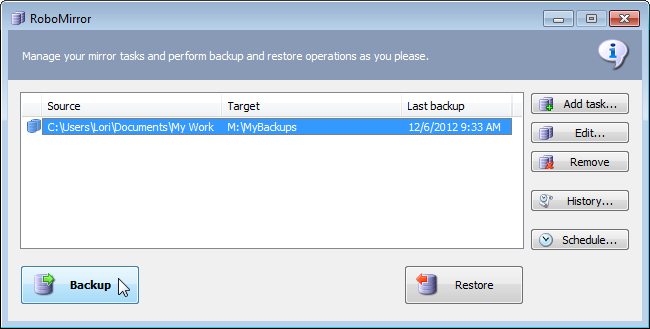 RoboMirror
Manage your mirror tasks and perform backup and restore operations as you please.
Source Target Last backup
C:\Users\Lori\Documents\My Work M:\MyBackups 12/6/2012 9:33 AM
Add task...
Edit...
Remove
History...
Schedule...
Backup Restore